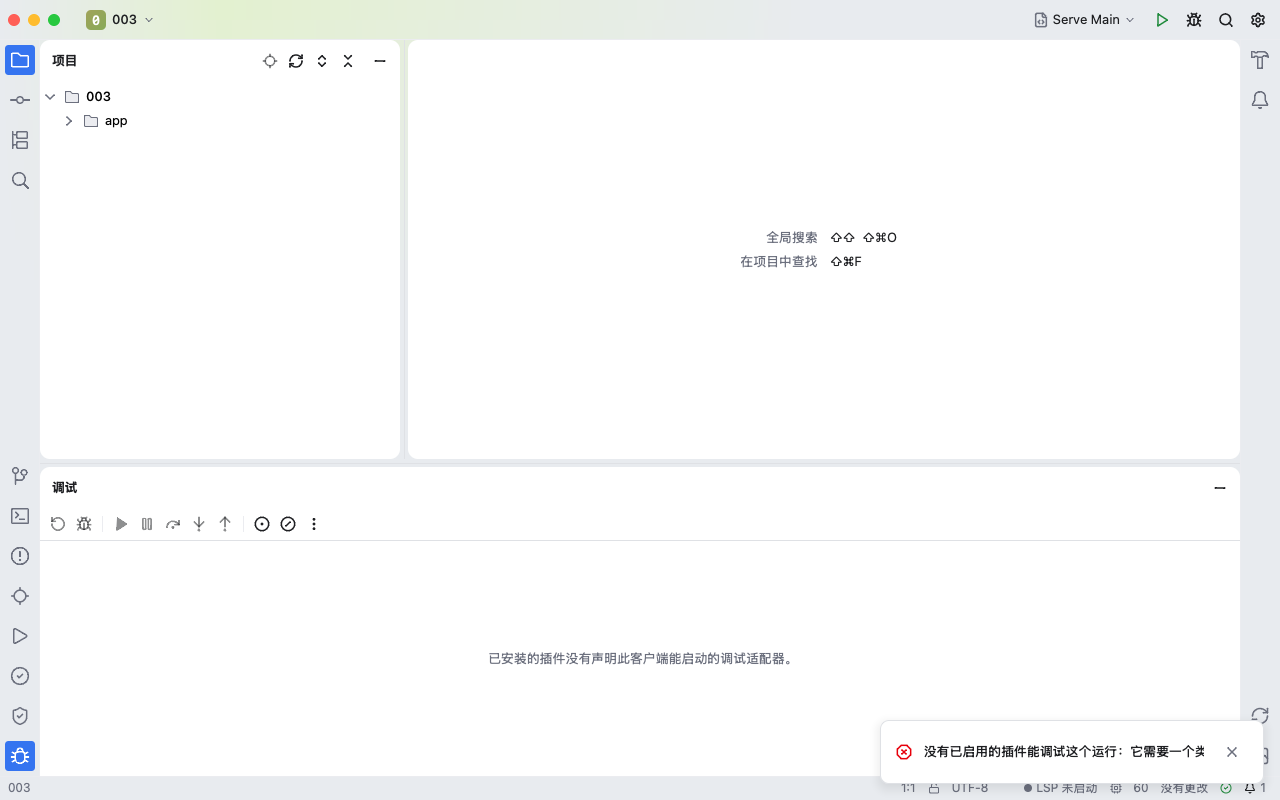 0 003
Serve Main
项目
003
app
全局搜索 ⇧⇧ ⇧⌘O
在项目中查找 ⇧⌘F
调试
已安装的插件没有声明此客户端能启动的调试适配器。
没有已启用的插件能调试这个运行：它需要一个
003
1:1 UTF-8 LSP 未启动 60 没有更改 1